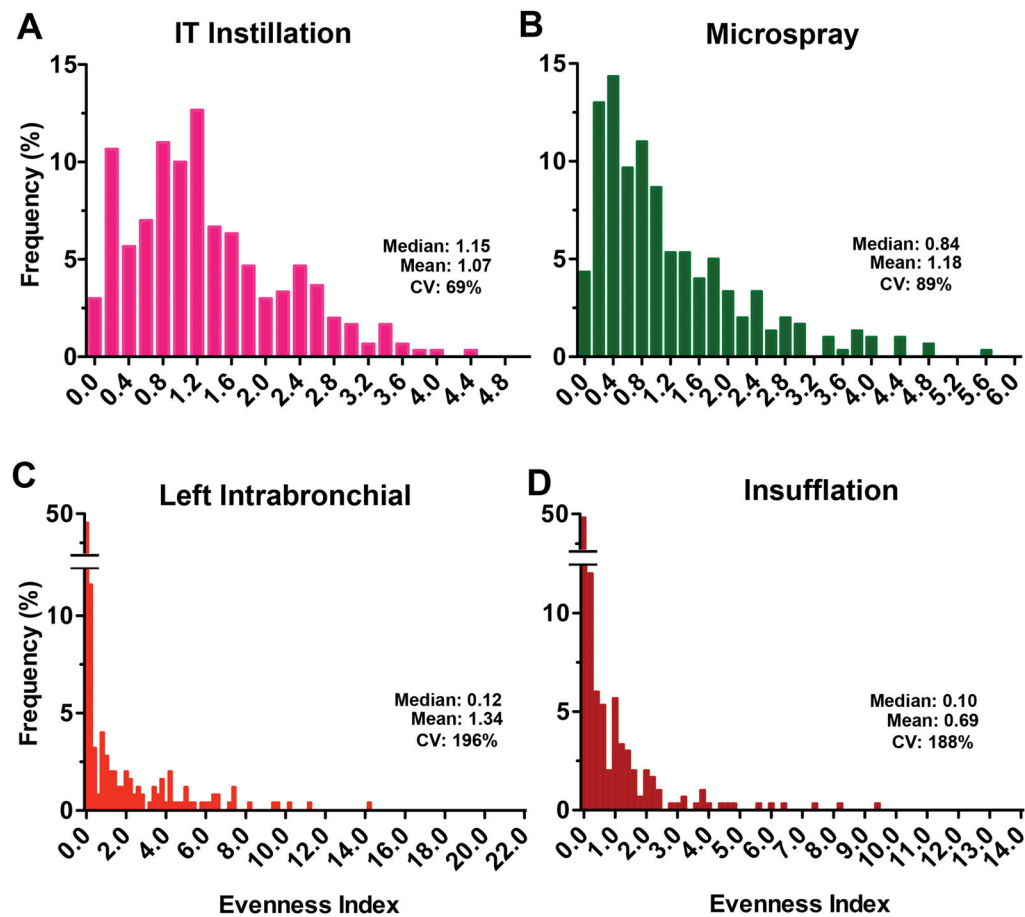 A
IT Instillation
Frequency (%)
15
10
5
0
Median: 1.15
Mean: 1.07
CV: 69%
0.0 0.4 0.8 1.2 1.6 2.0 2.4 2.8 3.2 3.6 4.0 4.4 4.8
B
Microspray
15
10
5
0
Median: 0.84
Mean: 1.18
CV: 89%
0.0 0.4 0.8 1.2 1.6 2.0 2.4 2.8 3.2 3.6 4.0 4.4 4.8 5.2 5.6 6.0
C
Left Intrabronchial
Frequency (%)
50
10
5
0
Median: 0.12
Mean: 1.34
CV: 196%
0.0 2.0 4.0 6.0 8.0 10.0 12.0 14.0 16.0 18.0 20.0 22.0
Evenness Index
D
Insufflation
50
10
5
0
Median: 0.10
Mean: 0.69
CV: 188%
0.0 1.0 2.0 3.0 4.0 5.0 6.0 7.0 8.0 9.0 10.0 11.0 12.0 13.0 14.0
Evenness Index